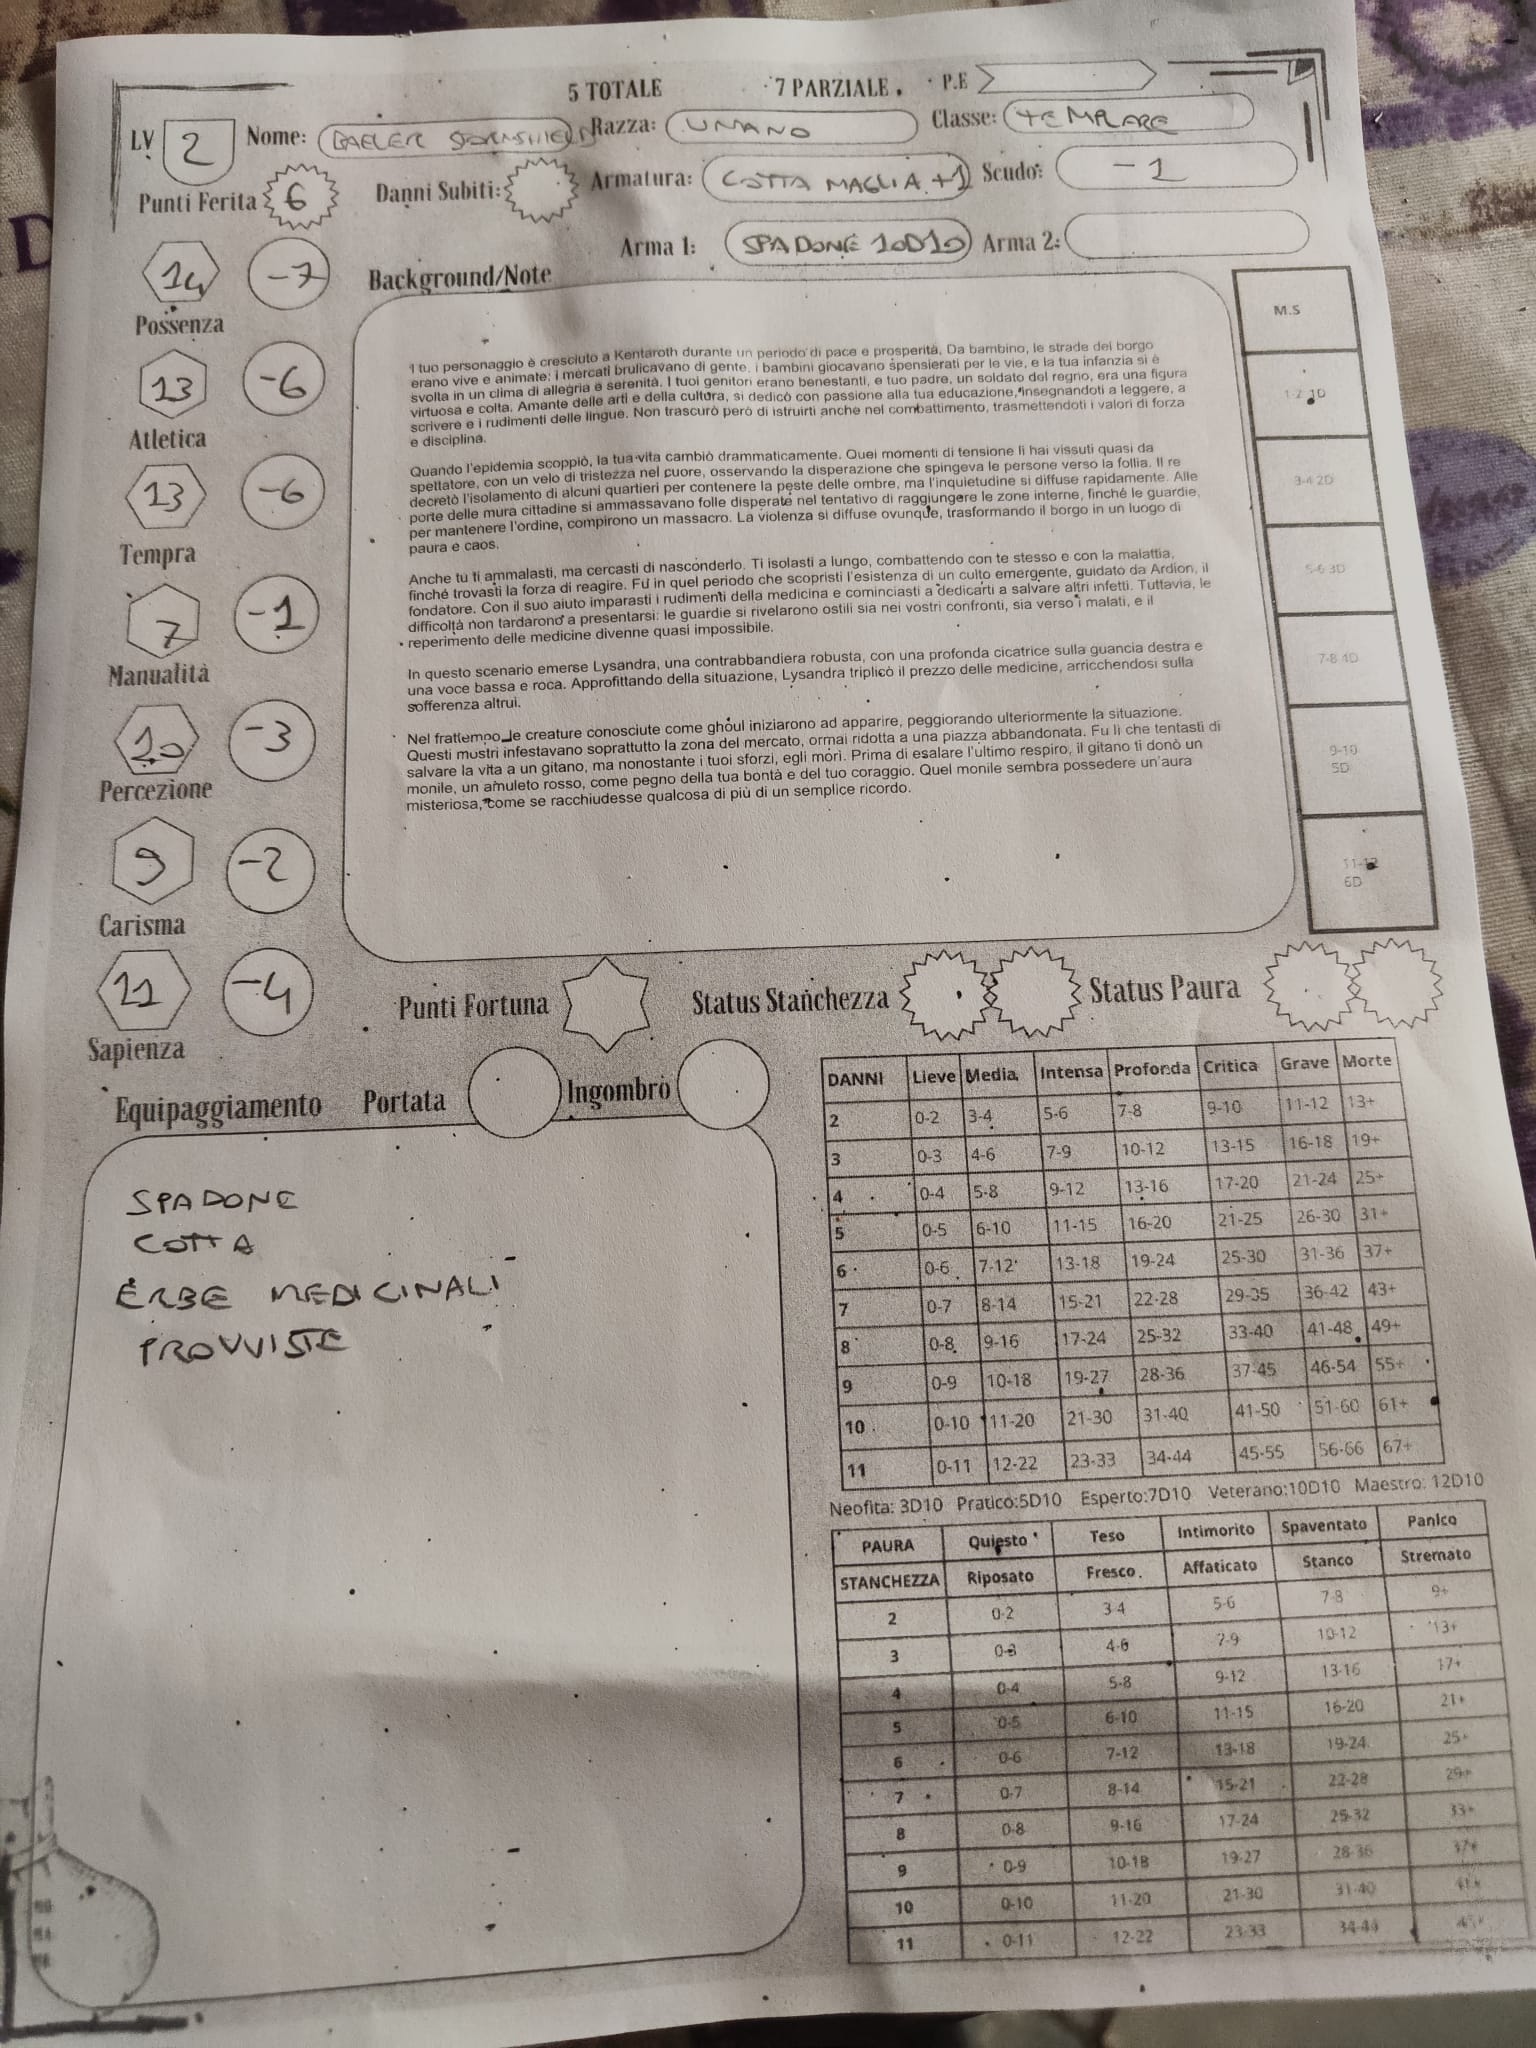 5 TOTALE 7 PARZIALE. P.E
LV 2 Nome: BAELER STORMSHIELD Razza: UMANO Classe: TEMPLARE
Punti Ferita 6 Danni Subiti: Armatura: COTTA MAGLIA +1 Scudo: -1
Arma 1: SPADONE 10D10 Arma 2:
14 -7
Possenza
13 -6
Atletica
13 -6
Tempra
7 -1
Manualità
10 -3
Percezione
9 -2
Carisma
11 -4
Sapienza
Background/Note
l tuo personaggio è cresciuto a Kentaroth durante un periodo di pace e prosperità. Da bambino, le strade del borgo
erano vive e animate: i mercati brulicavano di gente, i bambini giocavano spensierati per le vie, e la tua infanzia si è
svolta in un clima di allegria e serenità. I tuoi genitori erano benestanti, e tuo padre, un soldato del regno, era una figura
virtuosa e colta. Amante delle arti e della cultura, si dedicò con passione alla tua educazione, insegnandoti a leggere, a
scrivere e i rudimenti delle lingue. Non trascurò però di istruirti anche nel combattimento, trasmettendoti i valori di forza
e disciplina.
Quando l'epidemia scoppiò, la tua vita cambiò drammaticamente. Quei momenti di tensione li hai vissuti quasi da
spettatore, con un velo di tristezza nel cuore, osservando la disperazione che spingeva le persone verso la follia. Il re
decretò l'isolamento di alcuni quartieri per contenere la peste delle ombre, ma l'inquietudine si diffuse rapidamente. Alle
porte delle mura cittadine si ammassavano folle disperate nel tentativo di raggiungere le zone interne, finché le guardie,
per mantenere l'ordine, compirono un massacro. La violenza si diffuse ovunque, trasformando il borgo in un luogo di
paura e caos.
Anche tu ti ammalasti, ma cercasti di nasconderlo. Ti isolasti a lungo, combattendo con te stesso e con la malattia,
finché trovasti la forza di reagire. Fu in quel periodo che scopristi l'esistenza di un culto emergente, guidato da Ardion, il
fondatore. Con il suo aiuto imparasti i rudimenti della medicina e cominciasti a dedicarti a salvare altri infetti. Tuttavia, le
difficoltà non tardarono a presentarsi: le guardie si rivelarono ostili sia nei vostri confronti, sia verso i malati, e il
reperimento delle medicine divenne quasi impossibile.
In questo scenario emerse Lysandra, una contrabbandiera robusta, con una profonda cicatrice sulla guancia destra e
una voce bassa e roca. Approfittando della situazione, Lysandra triplicò il prezzo delle medicine, arricchendosi sulla
sofferenza altrui.
Nel frattempo, le creature conosciute come ghoul iniziarono ad apparire, peggiorando ulteriormente la situazione.
Questi mostri infestavano soprattutto la zona del mercato, ormai ridotta a una piazza abbandonata. Fu lì che tentasti di
salvare la vita a un gitano, ma nonostante i tuoi sforzi, egli morì. Prima di esalare l'ultimo respiro, il gitano ti donò un
monile, un amuleto rosso, come pegno della tua bontà e del tuo coraggio. Quel monile sembra possedere un'aura
misteriosa, come se racchiudesse qualcosa di più di un semplice ricordo.
M.S
1-2 1D
3-4 2D
5-6 3D
7-8 4D
9-10
5D
11-12
6D
Punti Fortuna Status Stanchezza Status Paura
Equipaggiamento Portata Ingombro
SPADONE
COTTA
ERBE MEDICINALI
PROVVISTE
DANNI Lieve Media Intensa Profonda Critica Grave Morte
2 0-2 3-4 5-6 7-8 9-10 11-12 13+
3 0-3 4-6 7-9 10-12 13-15 16-18 19+
4 0-4 5-8 9-12 13-16 17-20 21-24 25+
5 0-5 6-10 11-15 16-20 21-25 26-30 31+
6 0-6 7-12 13-18 19-24 25-30 31-36 37+
7 0-7 8-14 15-21 22-28 29-35 36-42 43+
8 0-8 9-16 17-24 25-32 33-40 41-48 49+
9 0-9 10-18 19-27 28-36 37-45 46-54 55+
10 0-10 11-20 21-30 31-40 41-50 51-60 61+
11 0-11 12-22 23-33 34-44 45-55 56-66 67+
Neofita: 3D10 Pratico:5D10 Esperto:7D10 Veterano:10D10 Maestro: 12D10
PAURA Quiesto Teso Intimorito Spaventato Panico
STANCHEZZA Riposato Fresco Affaticato Stanco Stremato
2 0-2 3-4 5-6 7-8 9+
3 0-3 4-6 7-9 10-12 13+
4 0-4 5-8 9-12 13-16 17+
5 0-5 6-10 11-15 16-20 21+
6 0-6 7-12 13-18 19-24 25+
7 0-7 8-14 15-21 22-28 29+
8 0-8 9-16 17-24 25-32 33+
9 0-9 10-18 19-27 28-36 37+
10 0-10 11-20 21-30 31-40 41+
11 0-11 12-22 23-33 34-44